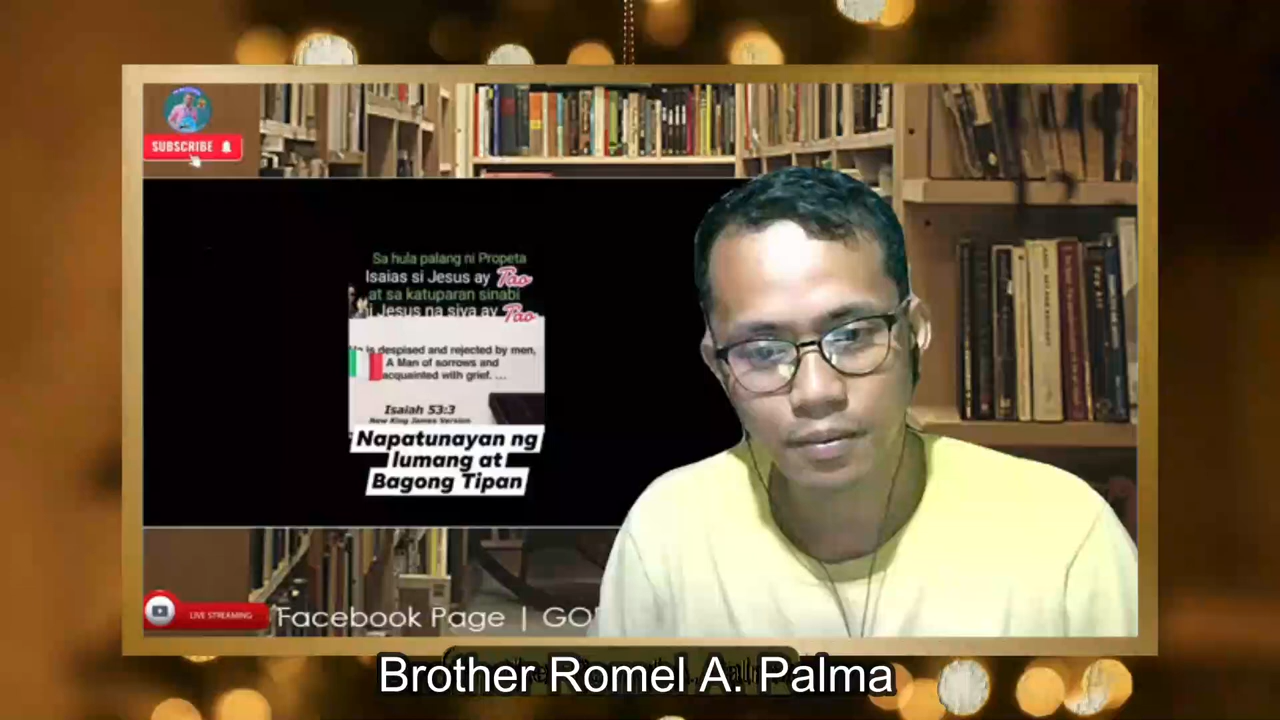 SUBSCRIBE
Sa hula palang ni Propeta
Isaias si Jesus ay Tao
at sa katuparan sinabi
ni Jesus na siya ay Tao
is despised and rejected by men,
A Man of sorrows and
acquainted with grief. ...
Isaiah 53:3
New King James Version
Napatunayan ng
lumang at
Bagong Tipan
LIVE STREAMING
Facebook Page | GO
Brother Romel A. Palma